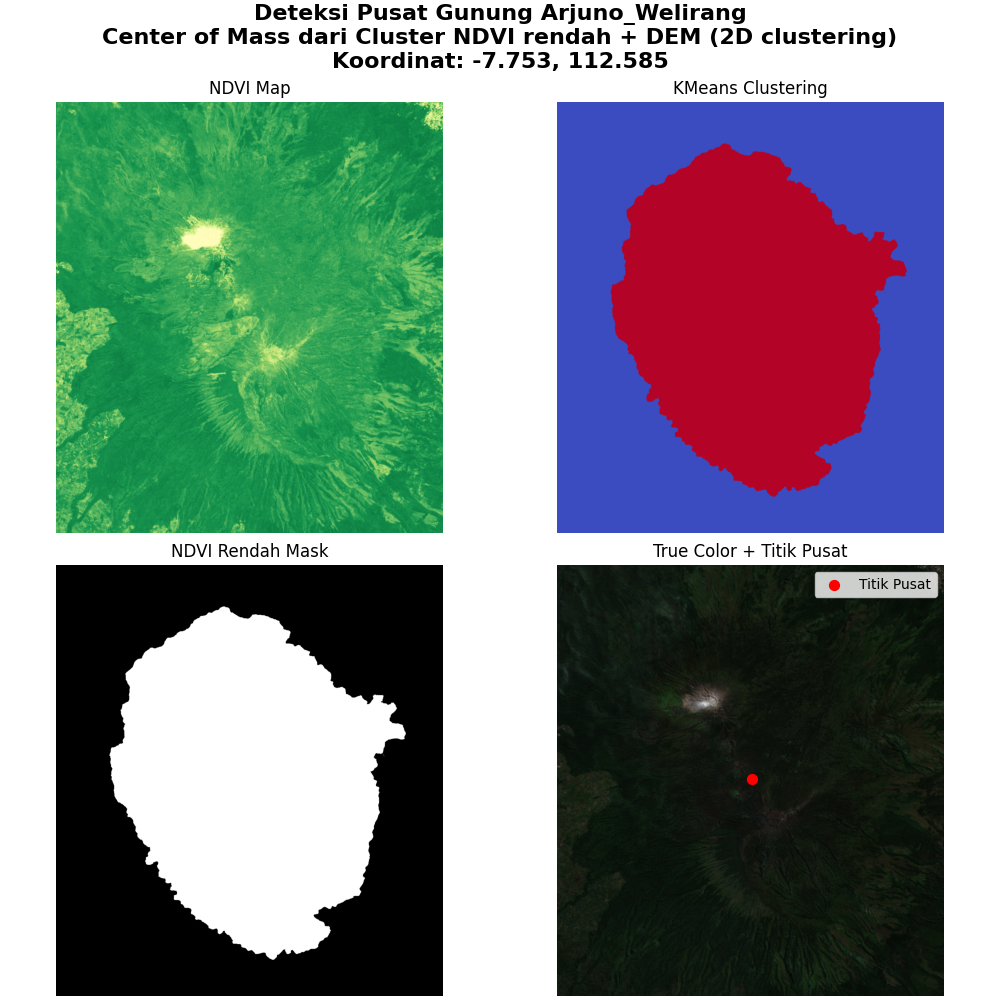 Deteksi Pusat Gunung Arjuno_Welirang
Center of Mass dari Cluster NDVI rendah + DEM (2D clustering)
Koordinat: -7.753, 112.585
NDVI Map
KMeans Clustering
NDVI Rendah Mask
True Color + Titik Pusat
Titik Pusat